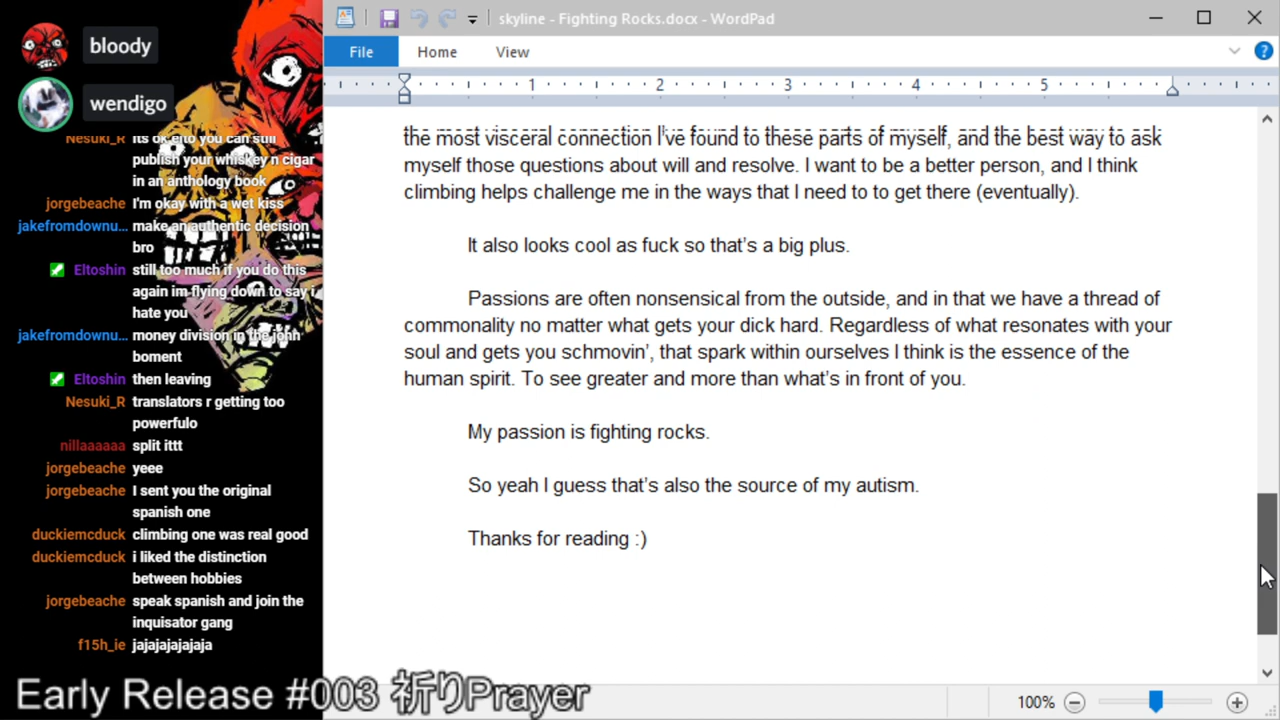 bloody
wendigo
Nesuki_R its ok elto you can still
publish your whiskey n cigar
in an anthology book
jorgebeache I'm okay with a wet kiss
jakefromdownu... make an authentic decision
bro
Eltoshin still too much if you do this
again im flying down to say i
hate you
jakefromdownu... money division in the john
boment
Eltoshin then leaving
Nesuki_R translators r getting too
powerfulo
nillaaaaaa split ittt
jorgebeache yeee
jorgebeache I sent you the original
spanish one
duckiemcduck climbing one was real good
duckiemcduck i liked the distinction
between hobbies
jorgebeache speak spanish and join the
inquisator gang
f15h_ie jajajajajajaja
skyline - Fighting Rocks.docx - WordPad
File Home View
1 2 3 4 5
the most visceral connection I've found to these parts of myself, and the best way to ask
myself those questions about will and resolve. I want to be a better person, and I think
climbing helps challenge me in the ways that I need to to get there (eventually).
It also looks cool as fuck so that's a big plus.
Passions are often nonsensical from the outside, and in that we have a thread of
commonality no matter what gets your dick hard. Regardless of what resonates with your
soul and gets you schmovin', that spark within ourselves I think is the essence of the
human spirit. To see greater and more than what's in front of you.
My passion is fighting rocks.
So yeah I guess that's also the source of my autism.
Thanks for reading :)
100%
Early Release #003 祈りPrayer